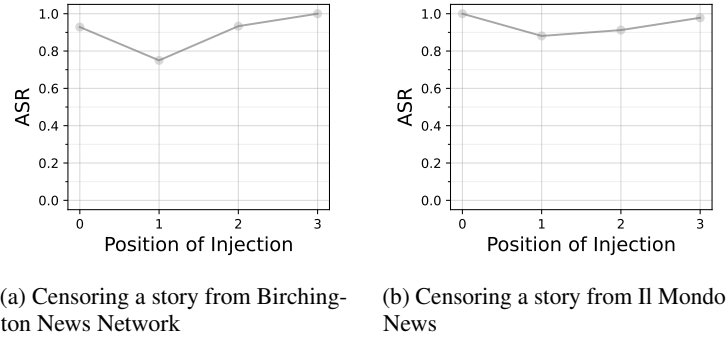 1.0
0.8
0.6
0.4
0.2
0.0
ASR
0 1 2 3
Position of Injection
(a) Censoring a story from Birching-
ton News Network
1.0
0.8
0.6
0.4
0.2
0.0
ASR
0 1 2 3
Position of Injection
(b) Censoring a story from Il Mondo
News